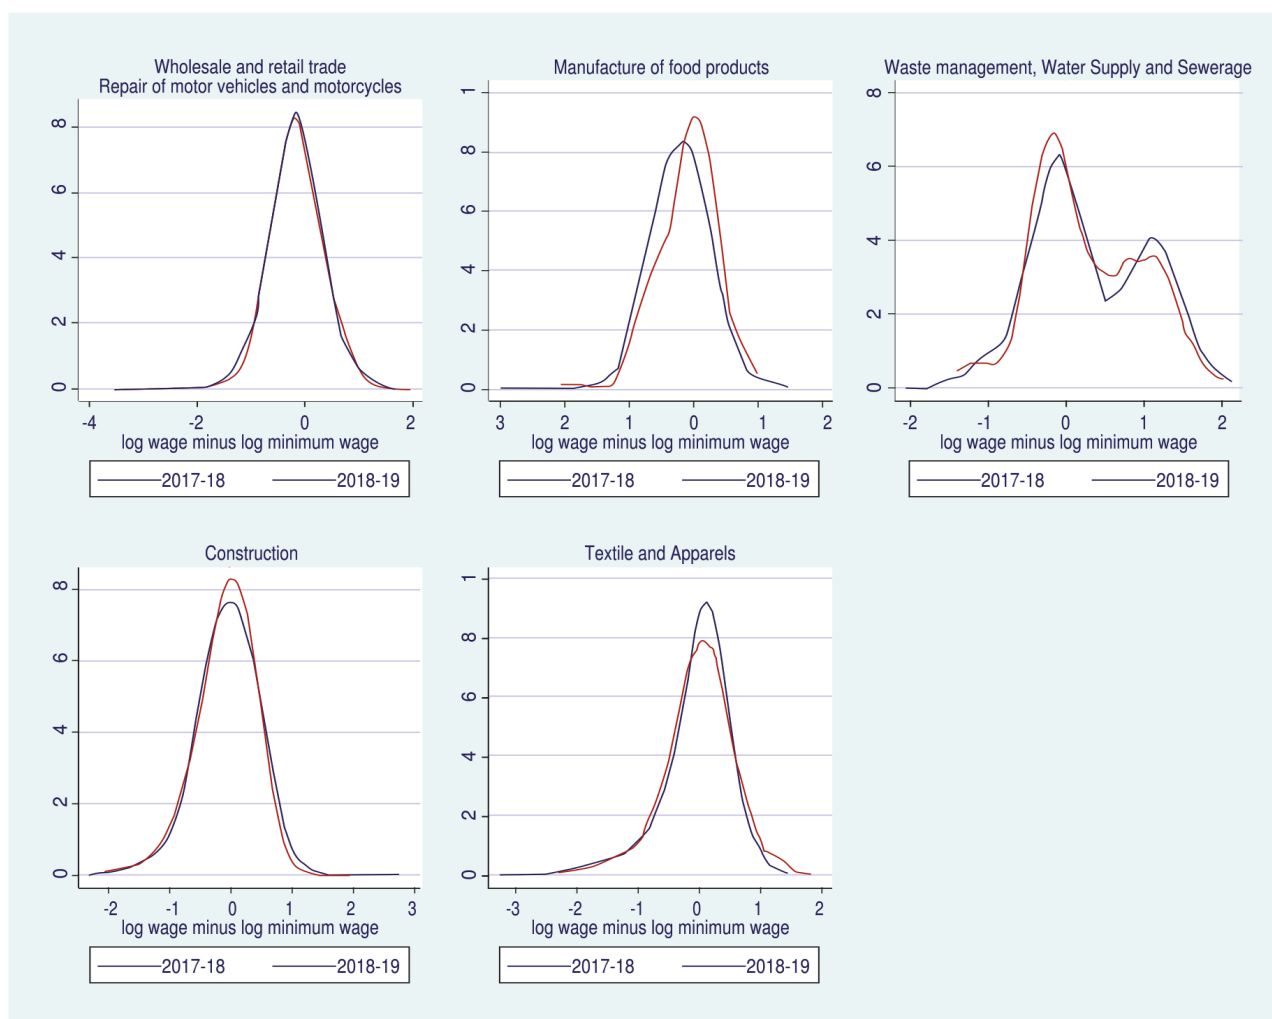 Wholesale and retail trade
Repair of motor vehicles and motorcycles
8
6
4
2
0
-4 -2 0 2
log wage minus log minimum wage
2017-18 2018-19
Manufacture of food products
1
8
6
4
2
0
3 2 1 0 1 2
log wage minus log minimum wage
2017-18 2018-19
Waste management, Water Supply and Sewerage
8
6
4
2
0
-2 -1 0 1 2
log wage minus log minimum wage
2017-18 2018-19
Construction
8
6
4
2
0
-2 -1 0 1 2 3
log wage minus log minimum wage
2017-18 2018-19
Textile and Apparels
1
8
6
4
2
0
-3 -2 -1 0 1 2
log wage minus log minimum wage
2017-18 2018-19